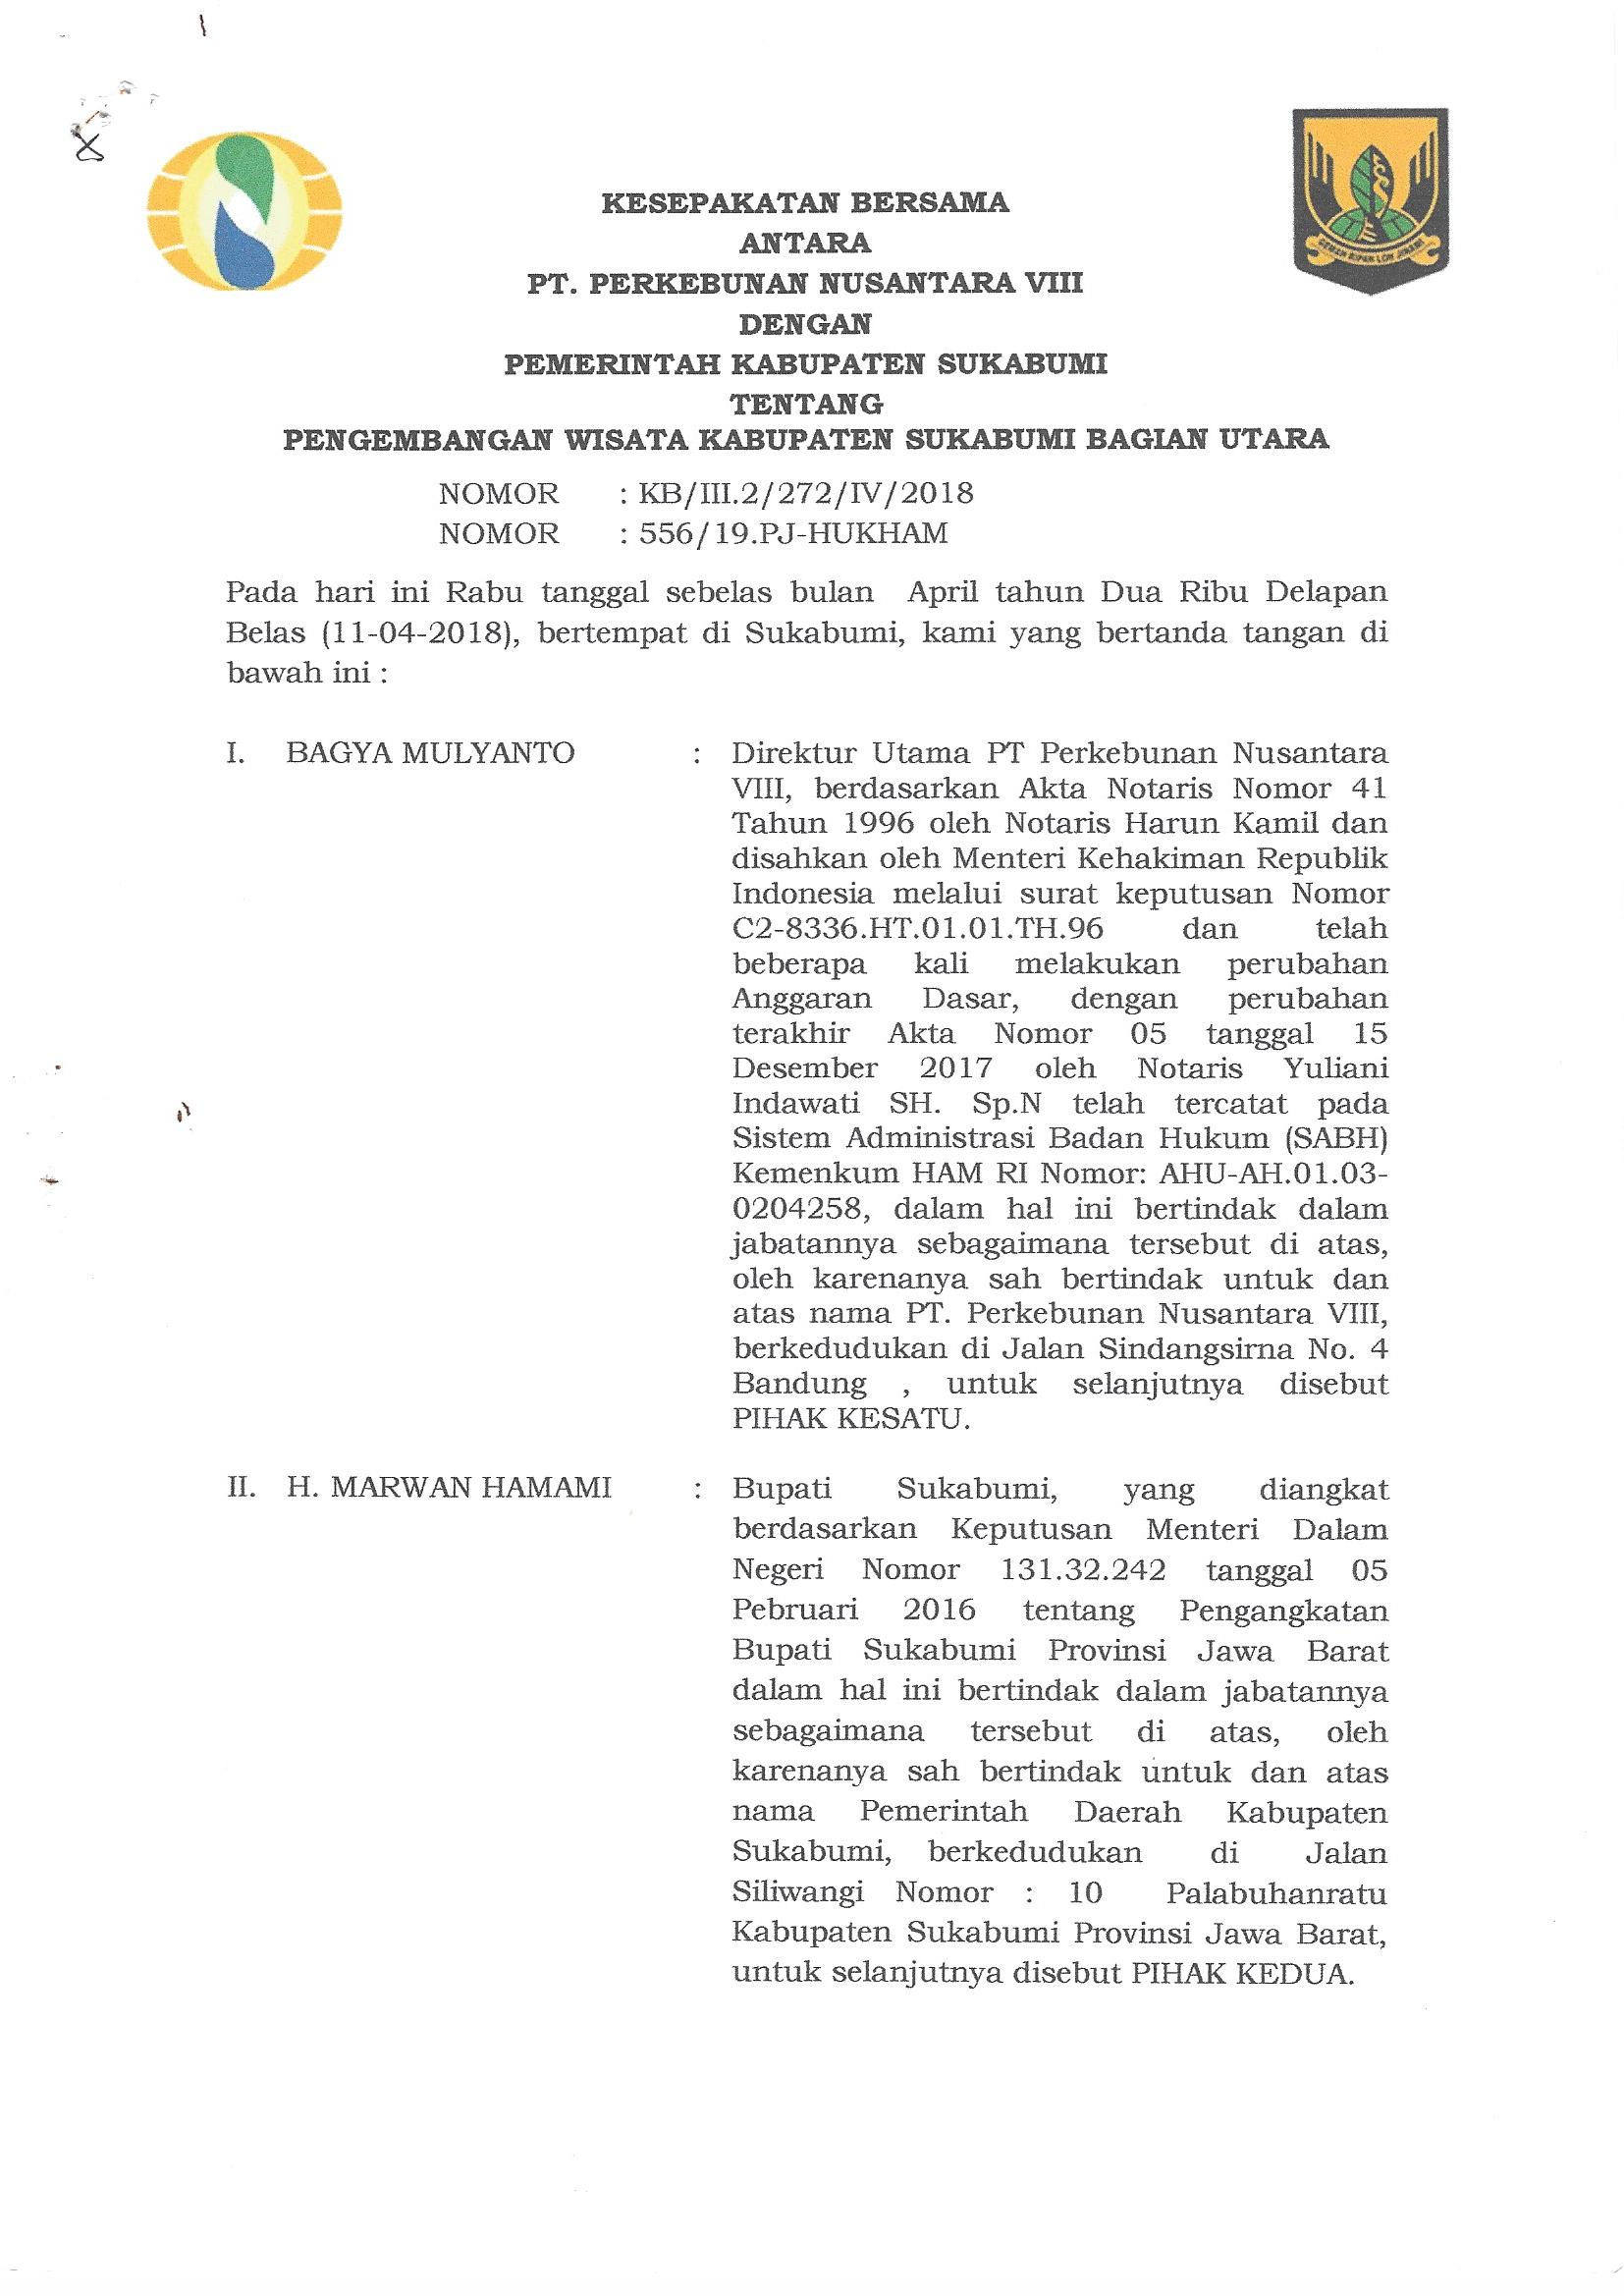 KESEPAKATAN BERSAMA
ANTARA
PT. PERKEBUNAN NUSANTARA VIII
DENGAN
PEMERINTAH KABUPATEN SUKABUMI
TENTANG
PENGEMBANGAN WISATA KABUPATEN SUKABUMI BAGIAN UTARA
NOMOR : KB/III.2/272/IV/2018
NOMOR : 556/19.PJ-HUKHAM
Pada hari ini Rabu tanggal sebelas bulan April tahun Dua Ribu Delapan
Belas (11-04-2018), bertempat di Sukabumi, kami yang bertanda tangan di
bawah ini :
I. BAGYA MULYANTO : Direktur Utama PT Perkebunan Nusantara
VIII, berdasarkan Akta Notaris Nomor 41
Tahun 1996 oleh Notaris Harun Kamil dan
disahkan oleh Menteri Kehakiman Republik
Indonesia melalui surat keputusan Nomor
C2-8336.HT.01.01.TH.96 dan telah
beberapa kali melakukan perubahan
Anggaran Dasar, dengan perubahan
terakhir Akta Nomor 05 tanggal 15
Desember 2017 oleh Notaris Yuliani
Indawati SH. Sp.N telah tercatat pada
Sistem Administrasi Badan Hukum (SABH)
Kemenkum HAM RI Nomor: AHU-AH.01.03-
0204258, dalam hal ini bertindak dalam
jabatannya sebagaimana tersebut di atas,
oleh karenanya sah bertindak untuk dan
atas nama PT. Perkebunan Nusantara VIII,
berkedudukan di Jalan Sindangsirna No. 4
Bandung , untuk selanjutnya disebut
PIHAK KESATU.
II. H. MARWAN HAMAMI : Bupati Sukabumi, yang diangkat
berdasarkan Keputusan Menteri Dalam
Negeri Nomor 131.32.242 tanggal 05
Pebruari 2016 tentang Pengangkatan
Bupati Sukabumi Provinsi Jawa Barat
dalam hal ini bertindak dalam jabatannya
sebagaimana tersebut di atas, oleh
karenanya sah bertindak untuk dan atas
nama Pemerintah Daerah Kabupaten
Sukabumi, berkedudukan di Jalan
Siliwangi Nomor : 10 Palabuhanratu
Kabupaten Sukabumi Provinsi Jawa Barat,
untuk selanjutnya disebut PIHAK KEDUA.